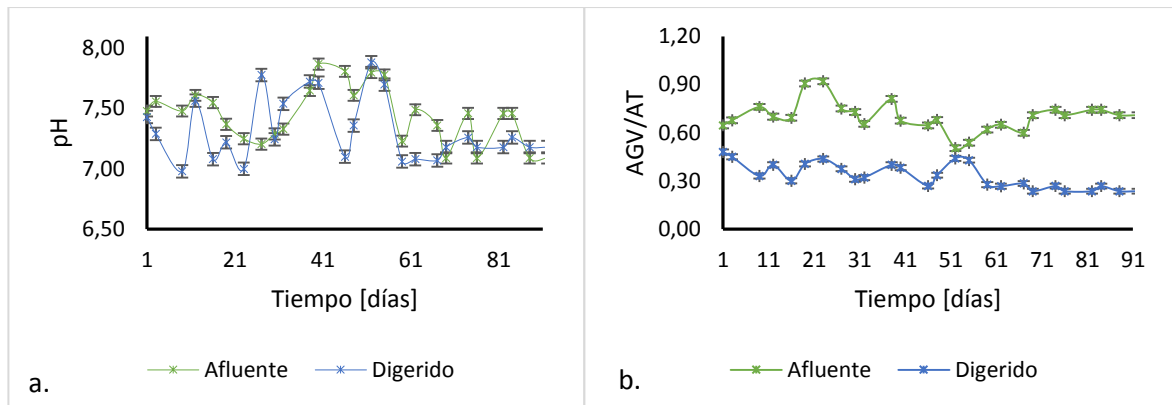 8,00
7,50
7,00
6,50
pH
1 21 41 61 81
Tiempo [días]
Afluente Digerido
a.
1,20
0,90
0,60
0,30
0,00
AGV/AT
1 11 21 31 41 51 61 71 81 91
Tiempo [días]
Afluente Digerido
b.